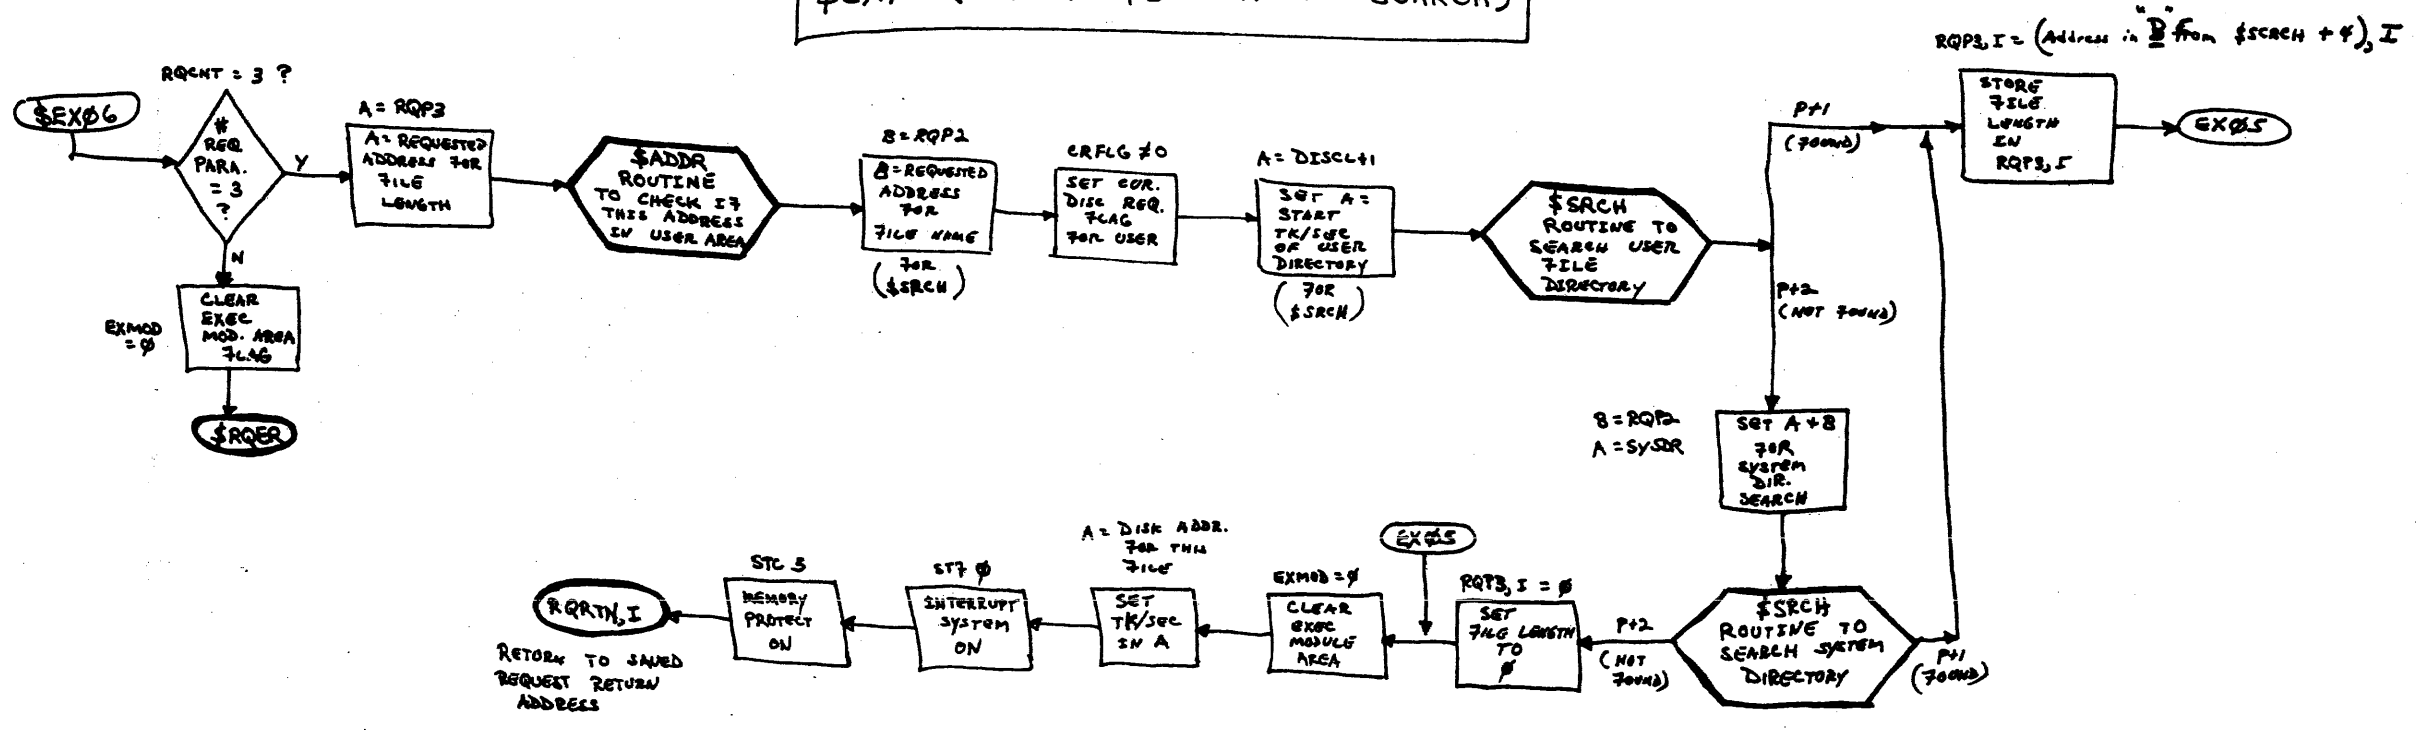 SEARCH)
RQP3,I = (Address in "B" from $SCRCH + 4), I
RQCNT = 3 ?
$EXØ6
#
REQ
PARA.
= 3
?
Y
N
A = RQP3
A = REQUESTED
ADDRESS FOR
FILE
LENGTH
$ADDR
ROUTINE
TO CHECK IF
THIS ADDRESS
IN USER AREA
B = RQP2
B = REQUESTED
ADDRESS
FOR
FILE NAME
(FOR
$SRCH)
CRFLG ≠ 0
SET CUR.
DISC REQ.
FLAG
FOR USER
A = DISCL+1
SET A =
START
TK/SEC
OF USER
DIRECTORY
(FOR
$SRCH)
$SRCH
ROUTINE TO
SEARCH USER
FILE
DIRECTORY
P+1
(FOUND)
STORE
FILE
LENGTH
IN
RQP3, I
EXØ5
P+2
(NOT FOUND)
EXMOD
= Ø
CLEAR
EXEC
MOD. AREA
FLAG
$RQER
B = RQP2
A = SYSDR
SET A + B
FOR
SYSTEM
DIR.
SEARCH
$SRCH
ROUTINE TO
SEARCH SYSTEM
DIRECTORY
P+1
(FOUND)
P+2
(NOT
FOUND)
RQP3, I = Ø
SET
FILE LENGTH
TO
Ø
EXØ5
EXMOD = Ø
CLEAR
EXEC
MODULE
AREA
A = DISK ADDR.
FOR THIS
FILE
SET
TK/SEC
IN A
STF Ø
INTERRUPT
SYSTEM
ON
STC 5
MEMORY
PROTECT
ON
RQRTN, I
RETURN TO SAVED
REQUEST RETURN
ADDRESS